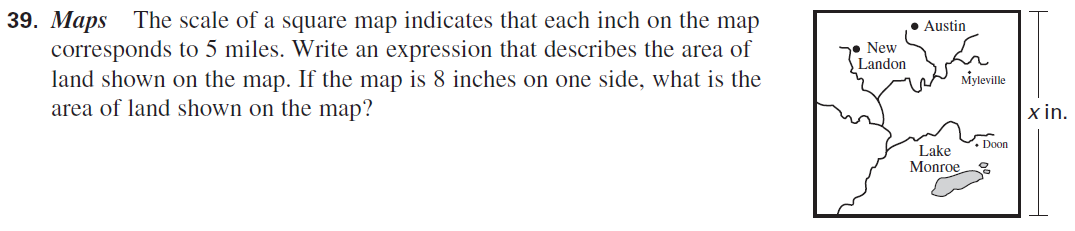 39. Maps The scale of a square map indicates that each inch on the map
corresponds to 5 miles. Write an expression that describes the area of
land shown on the map. If the map is 8 inches on one side, what is the
area of land shown on the map?
Austin
New
Landon
Myleville
x in.
Doon
Lake
Monroe